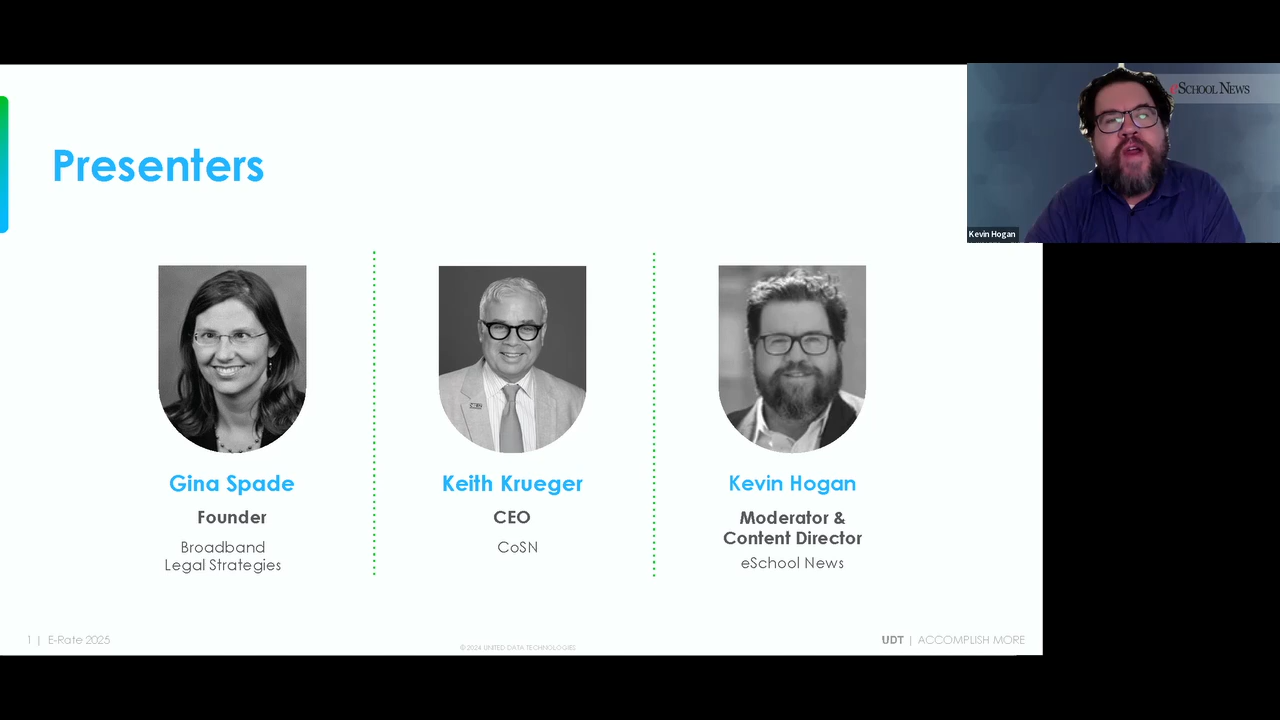 eSchool News
Presenters
Kevin Hogan
Gina Spade
Founder
Broadband
Legal Strategies
Keith Krueger
CEO
CoSN
Kevin Hogan
Moderator &
Content Director
eSchool News
1 | E-Rate 2025
© 2024 UNITED DATA TECHNOLOGIES
UDT | ACCOMPLISH MORE